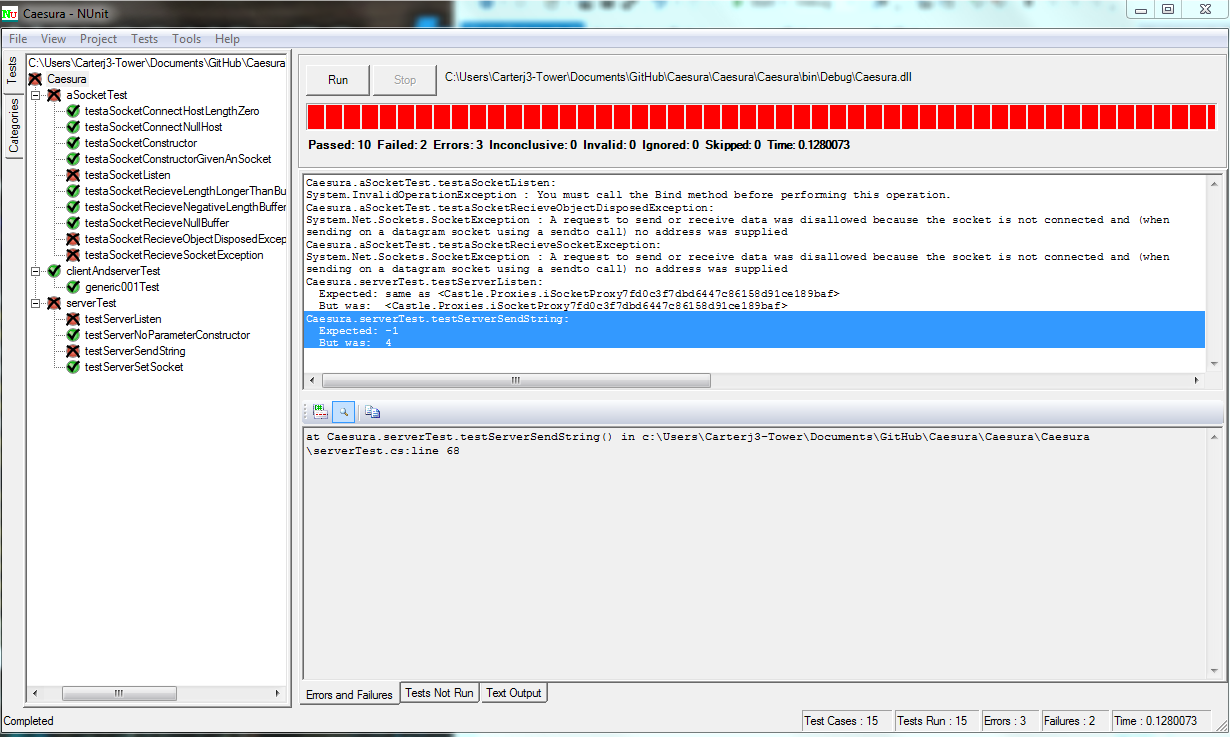 Caesura - NUnit
File View Project Tests Tools Help
Tests
Categories
C:\Users\Carterj3-Tower\Documents\GitHub\Caesura
Caesura
aSocketTest
testaSocketConnectHostLengthZero
testaSocketConnectNullHost
testaSocketConstructor
testaSocketConstructorGivenAnSocket
testaSocketListen
testaSocketRecieveLengthLongerThanBu
testaSocketRecieveNegativeLengthBuffer
testaSocketRecieveNullBuffer
testaSocketRecieveObjectDisposedExcep
testaSocketRecieveSocketException
clientAndserverTest
generic001Test
serverTest
testServerListen
testServerNoParameterConstructor
testServerSendString
testServerSetSocket
Run Stop C:\Users\Carterj3-Tower\Documents\GitHub\Caesura\Caesura\Caesura\bin\Debug\Caesura.dll
Passed: 10 Failed: 2 Errors: 3 Inconclusive: 0 Invalid: 0 Ignored: 0 Skipped: 0 Time: 0.1280073
Caesura.aSocketTest.testaSocketListen:
System.InvalidOperationException : You must call the Bind method before performing this operation.
Caesura.aSocketTest.testaSocketRecieveObjectDisposedException:
System.Net.Sockets.SocketException : A request to send or receive data was disallowed because the socket is not connected and (when
sending on a datagram socket using a sendto call) no address was supplied
Caesura.aSocketTest.testaSocketRecieveSocketException:
System.Net.Sockets.SocketException : A request to send or receive data was disallowed because the socket is not connected and (when
sending on a datagram socket using a sendto call) no address was supplied
Caesura.serverTest.testServerListen:
Expected: same as <Castle.Proxies.iSocketProxy7fd0c3f7dbd6447c86158d91ce189baf>
But was: <Castle.Proxies.iSocketProxy7fd0c3f7dbd6447c86158d91ce189baf>
Caesura.serverTest.testServerSendString:
Expected: -1
But was: 4
at Caesura.serverTest.testServerSendString() in c:\Users\Carterj3-Tower\Documents\GitHub\Caesura\Caesura\Caesura
\serverTest.cs:line 68
Errors and Failures Tests Not Run Text Output
Completed Test Cases : 15 Tests Run : 15 Errors : 3 Failures : 2 Time : 0.1280073